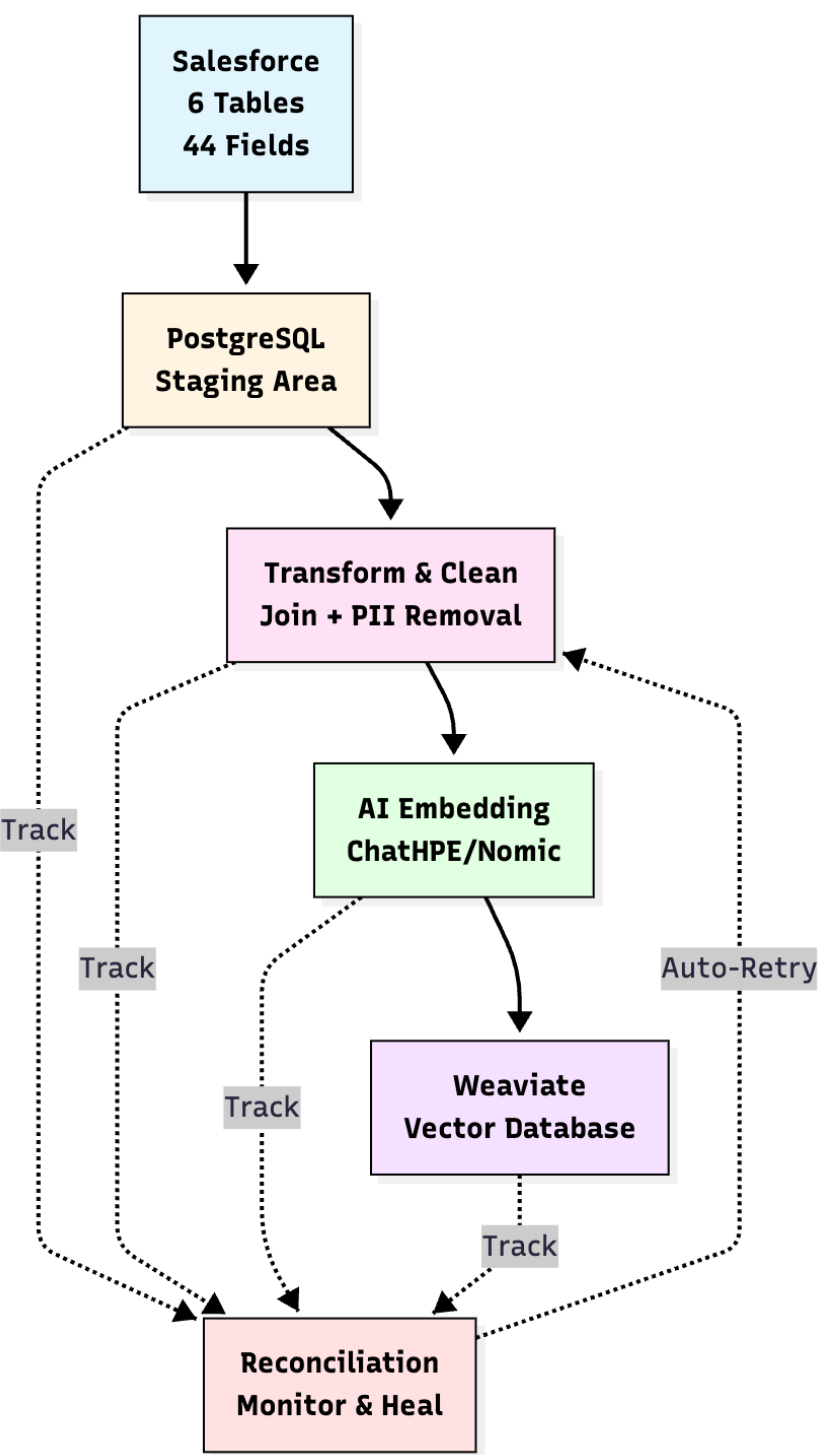 Salesforce
6 Tables
44 Fields
PostgreSQL
Staging Area
Transform & Clean
Join + PII Removal
AI Embedding
ChatHPE/Nomic
Track
Track
Auto-Retry
Track
Weaviate
Vector Database
Track
Reconciliation
Monitor & Heal